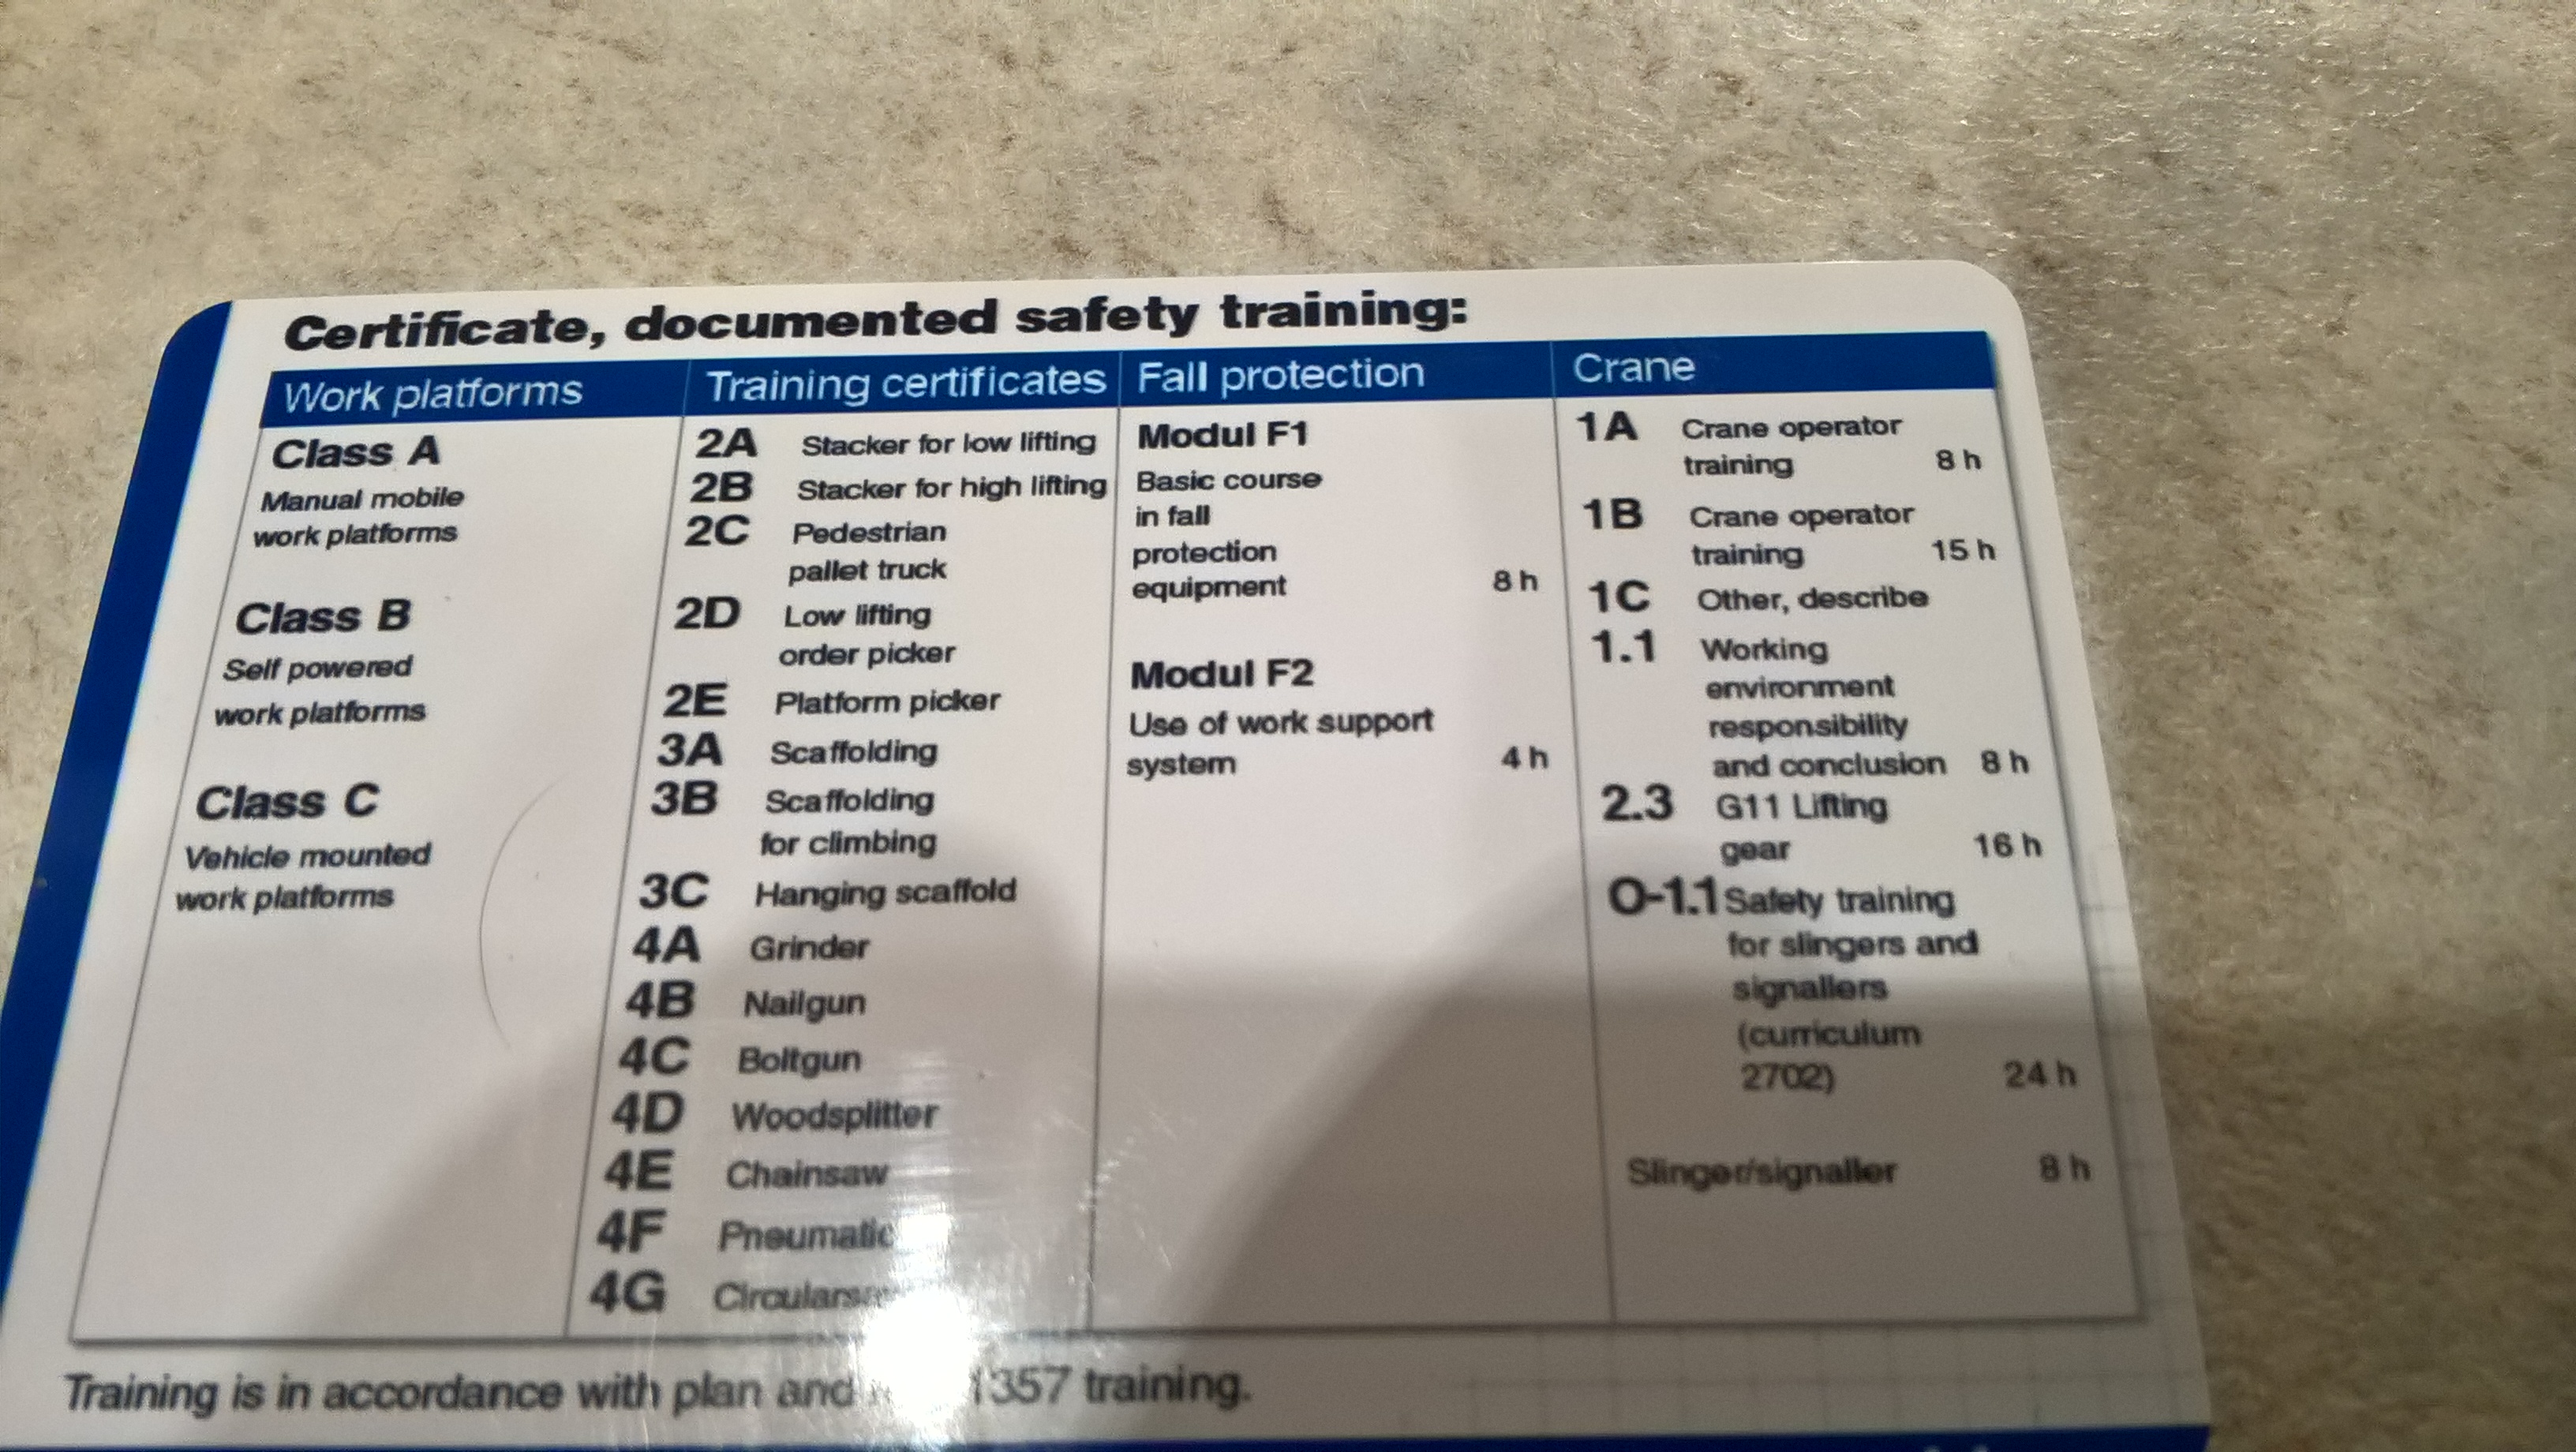 Certificate, documented safety training:
Work platforms
Class A
Manual mobile
work platforms
Class B
Self powered
work platforms
Class C
Vehicle mounted
work platforms
Training certificates
2A Stacker for low lifting
2B Stacker for high lifting
2C Pedestrian
pallet truck
2D Low lifting
order picker
2E Platform picker
3A Scaffolding
3B Scaffolding
for climbing
3C Hanging scaffold
4A Grinder
4B Nailgun
4C Boltgun
4D Woodsplitter
4E Chainsaw
4F Pneumatic
4G
Fall protection
Modul F1
Basic course
in fall
protection
equipment 8 h
Modul F2
Use of work support
system 4 h
Crane
1A Crane operator
training 8 h
1B Crane operator
training 15 h
1C Other, describe
1.1 Working
environment
responsibility
and conclusion 8 h
2.3 G11 Lifting
gear 16 h
O-1.1 Safety training
for slingers and
signallers
(curriculum
2702) 24 h
Slinger/signaller 8 h
Training is in accordance with plan and 1357 training.